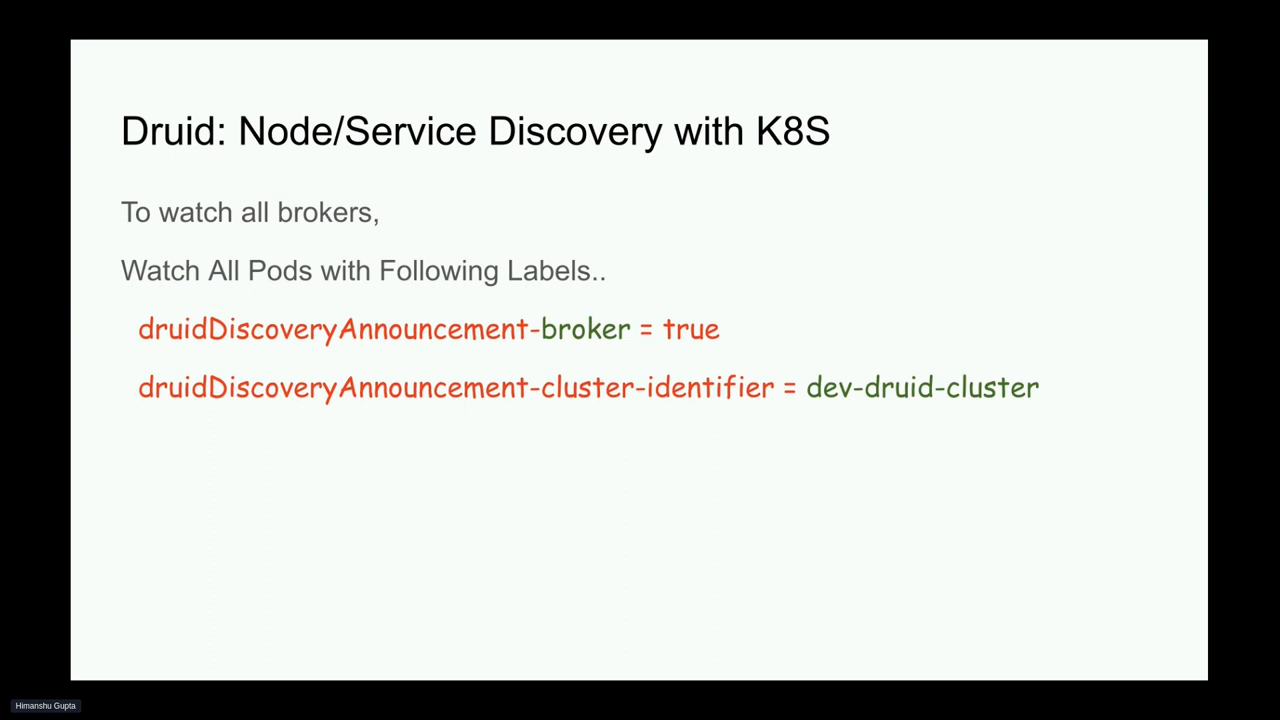 Druid: Node/Service Discovery with K8S
To watch all brokers,
Watch All Pods with Following Labels..
druidDiscoveryAnnouncement-broker = true
druidDiscoveryAnnouncement-cluster-identifier = dev-druid-cluster
Himanshu Gupta